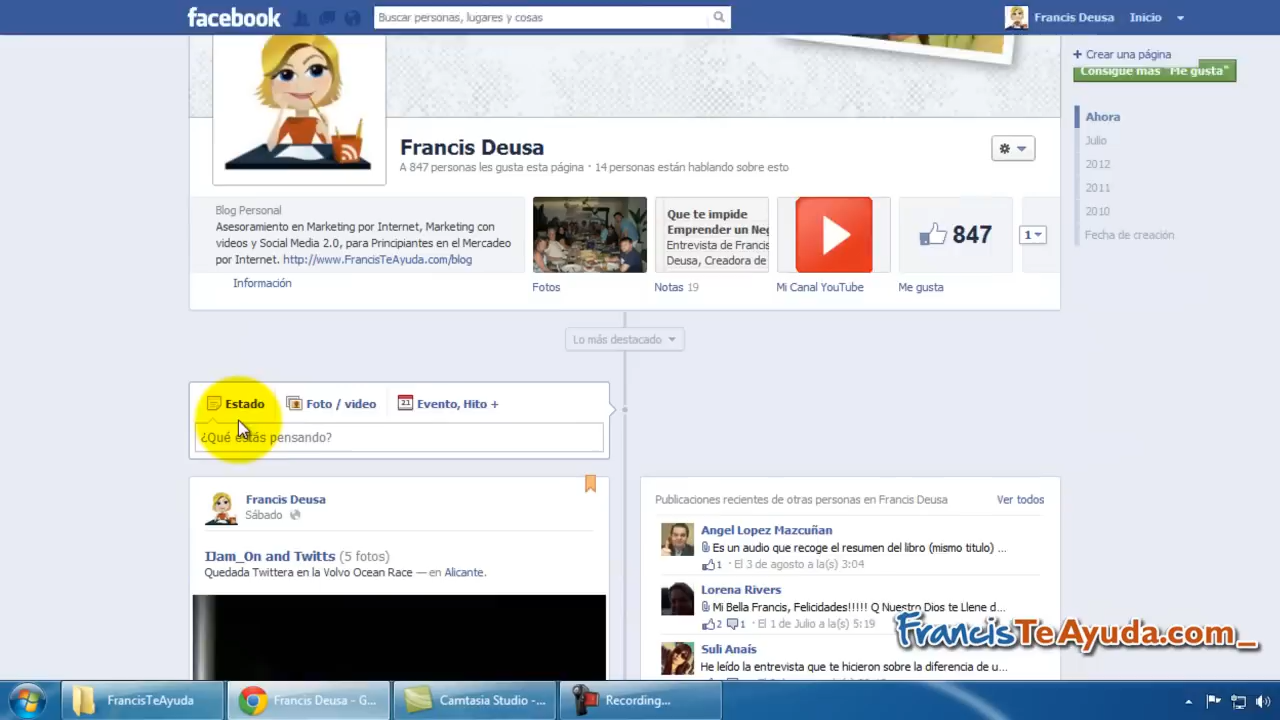 facebook
Buscar personas, lugares y cosas
Francis Deusa
Inicio
+ Crear una página
Consigue más "Me gusta"
Ahora
Julio
2012
2011
2010
Fecha de creación
Francis Deusa
A 847 personas les gusta esta página · 14 personas están hablando sobre esto
Blog Personal
Asesoramiento en Marketing por Internet, Marketing con
videos y Social Media 2.0, para Principiantes en el Mercadeo
por Internet. http://www.FrancisTeAyuda.com/blog
Información
Fotos
Que te impide
Emprender un Neg
Entrevista de Francis
Deusa, Creadora de
Notas 19
Mi Canal YouTube
847
Me gusta
1
Lo más destacado
Estado
Foto / video
21
Evento, Hito +
¿Qué estás pensando?
Francis Deusa
Sábado
IJam_On and Twitts (5 fotos)
Quedada Twittera en la Volvo Ocean Race — en Alicante.
Publicaciones recientes de otras personas en Francis Deusa
Ver todos
Angel Lopez Mazcuñan
Es un audio que recoge el resumen del libro (mismo titulo) ...
1 · El 3 de agosto a la(s) 3:04
Lorena Rivers
Mi Bella Francis, Felicidades!!!!! Q Nuestro Dios te Llene d...
2 1 · El 1 de Julio a la(s) 5:19
Suli Anaís
He leído la entrevista que te hicieron sobre la diferencia de u...
FrancisTeAyuda.com_
FrancisTeAyuda
Francis Deusa - G...
Camtasia Studio -...
Recording...